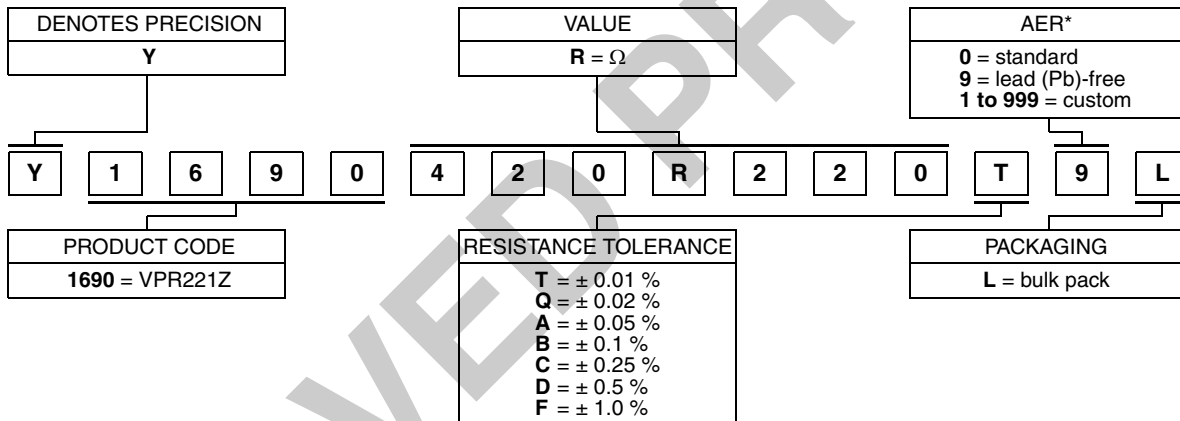 DENOTES PRECISION
Y
VALUE
R = Ω
AER*
0 = standard
9 = lead (Pb)-free
1 to 999 = custom
Y 1 6 9 0 4 2 0 R 2 2 0 T 9 L
PRODUCT CODE
1690 = VPR221Z
RESISTANCE TOLERANCE
T = ± 0.01 %
Q = ± 0.02 %
A = ± 0.05 %
B = ± 0.1 %
C = ± 0.25 %
D = ± 0.5 %
F = ± 1.0 %
PACKAGING
L = bulk pack
VED PR